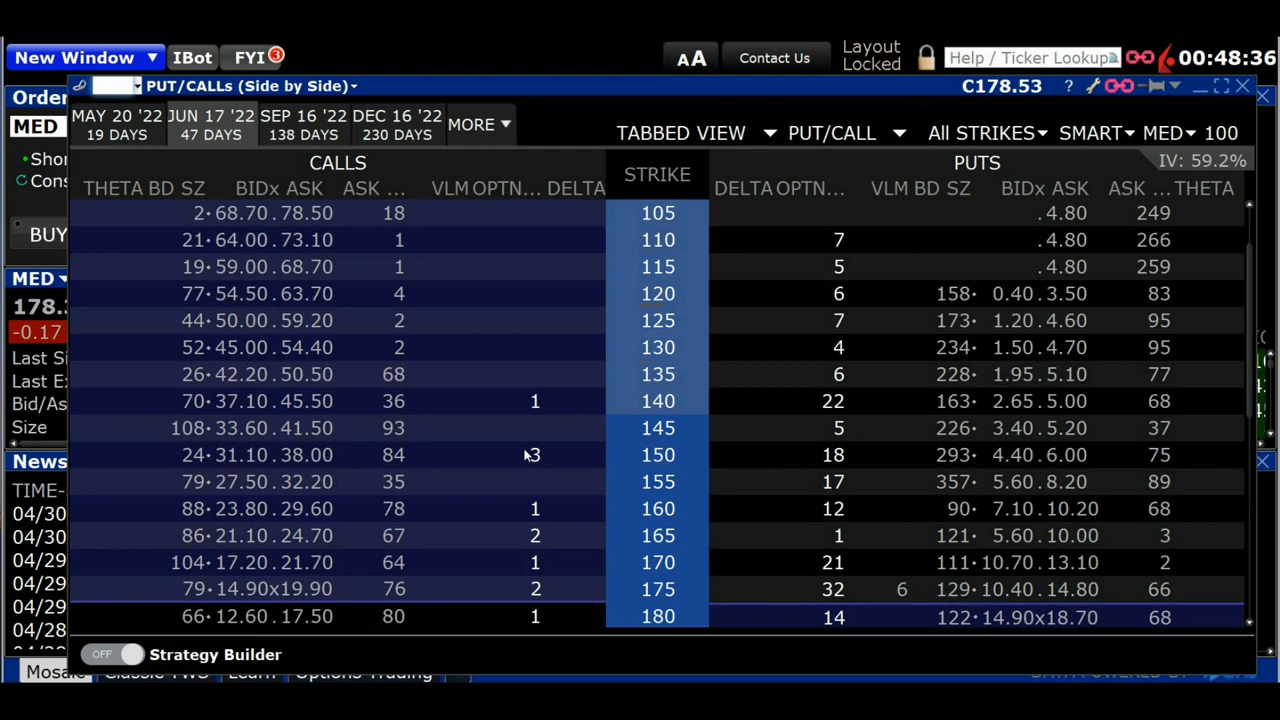 New Window ▼ IBot FYI 3 AA Contact Us Layout Locked Help / Ticker Lookup 00:48:36
Order PUT/CALLs (Side by Side) C178.53 ?
MED
MAY 20 '22 JUN 17 '22 SEP 16 '22 DEC 16 '22 MORE ▼
19 DAYS 47 DAYS 138 DAYS 230 DAYS
TABBED VIEW ▼ PUT/CALL ▼ All STRIKES▼ SMART▼ MED▼ 100
Shor
Cons
BUY
CALLS STRIKE PUTS IV: 59.2%
THETA BD SZ BIDx ASK ASK ... VLM OPTN... DELTA DELTA OPTN... VLM BD SZ BIDx ASK ASK ... THETA
2 • 68.70 . 78.50 18 105 . 4.80 249
21 • 64.00 . 73.10 1 110 7 . 4.80 266
19 • 59.00 . 68.70 1 115 5 . 4.80 259
77 • 54.50 . 63.70 4 120 6 158 • 0.40 . 3.50 83
44 • 50.00 . 59.20 2 125 7 173 • 1.20 . 4.60 95
52 • 45.00 . 54.40 2 130 4 234 • 1.50 . 4.70 95
26 • 42.20 . 50.50 68 135 6 228 • 1.95 . 5.10 77
70 • 37.10 . 45.50 36 1 140 22 163 • 2.65 . 5.00 68
108 • 33.60 . 41.50 93 145 5 226 • 3.40 . 5.20 37
24 • 31.10 . 38.00 84 3 150 18 293 • 4.40 . 6.00 75
79 • 27.50 . 32.20 35 155 17 357 • 5.60 . 8.20 89
88 • 23.80 . 29.60 78 1 160 12 90 • 7.10 . 10.20 68
86 • 21.10 . 24.70 67 2 165 1 121 • 5.60 . 10.00 3
104 • 17.20 . 21.70 64 1 170 21 111 • 10.70 . 13.10 2
79 • 14.90x19.90 76 2 175 32 6 129 • 10.40 . 14.80 66
66 • 12.60 . 17.50 80 1 180 14 122 • 14.90x18.70 68
MED ▼
178.
-0.17
Last Si
Last E
Bid/As
Size
News
TIME-
04/30
04/30
04/29
04/29
04/29
04/28
OFF Strategy Builder
Mosaic Classic TWS Learn Options Trading